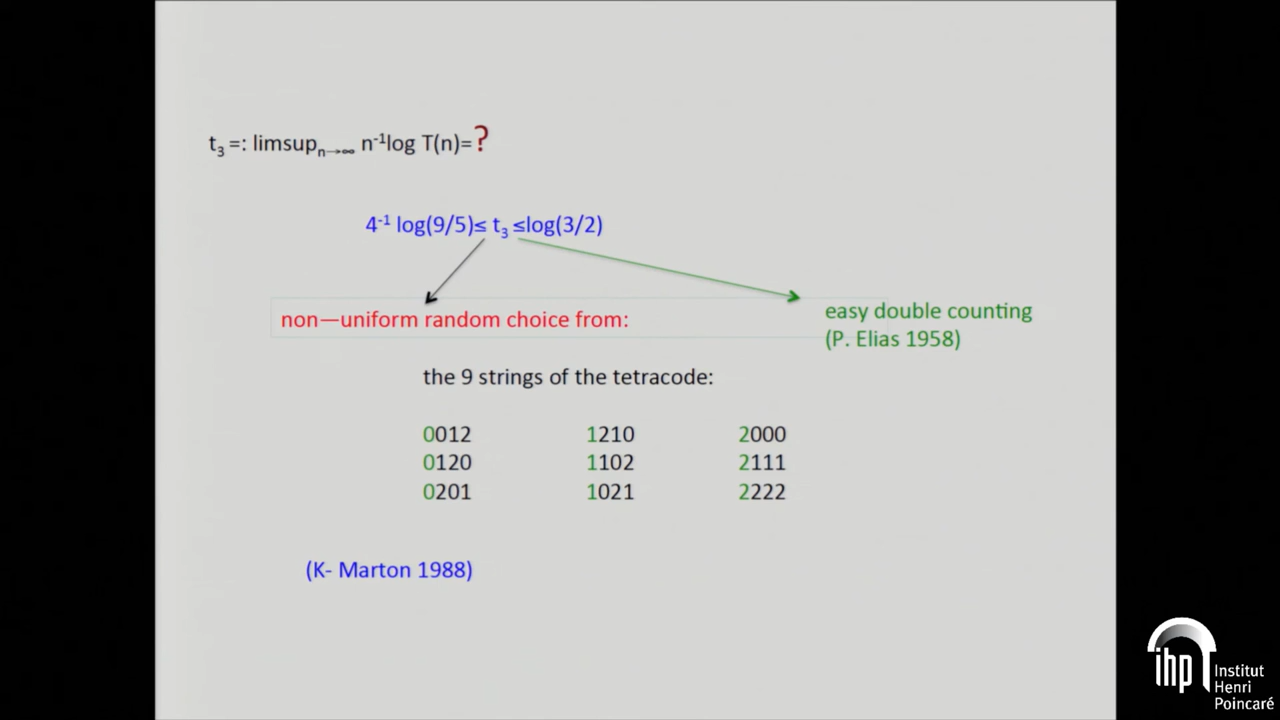 t₃ =: limsupₙ→∞ n⁻¹log T(n)=?
4⁻¹ log(9/5)≤ t₃ ≤log(3/2)
non—uniform random choice from:
easy double counting
(P. Elias 1958)
the 9 strings of the tetracode:
0012 1210 2000
0120 1102 2111
0201 1021 2222
(K- Marton 1988)
ihp Institut
Henri
Poincaré